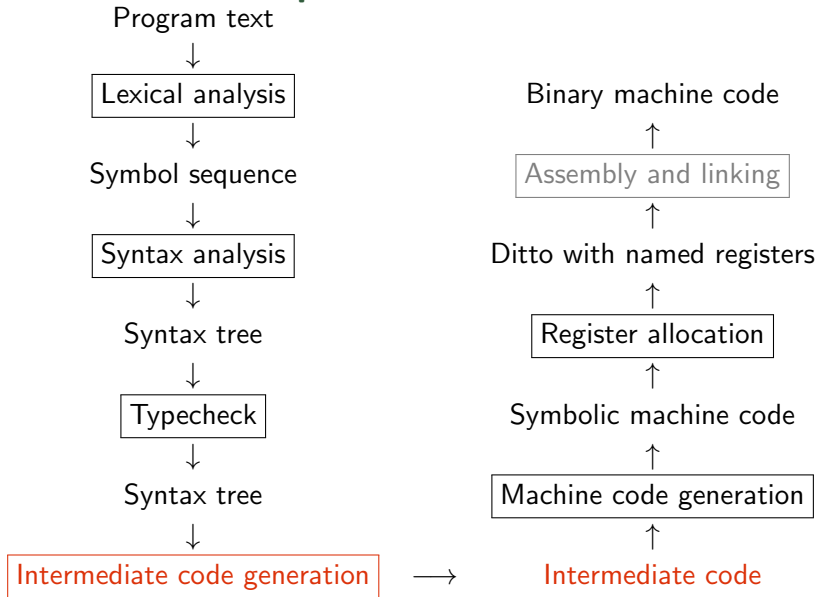 Program text
↓
Lexical analysis
↓
Symbol sequence
↓
Syntax analysis
↓
Syntax tree
↓
Typecheck
↓
Syntax tree
↓
Intermediate code generation
⟶
Intermediate code
↑
Machine code generation
↑
Symbolic machine code
↑
Register allocation
↑
Ditto with named registers
↑
Assembly and linking
↑
Binary machine code